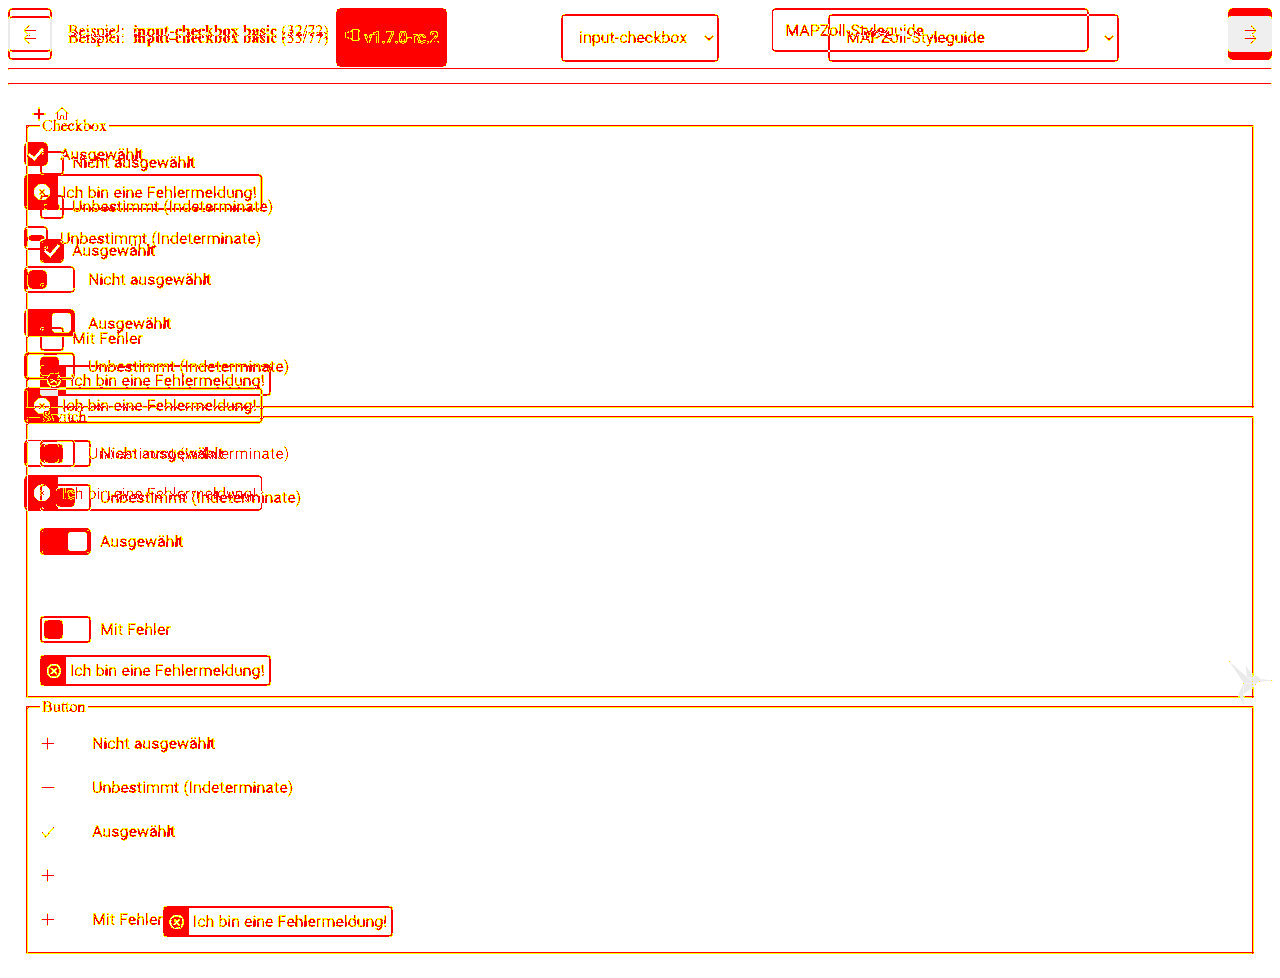 Beispiel: input-checkbox basic
v1.7.0-rc.2
input-checkbox
MAPZoll-Styleguide
MAPZoll-Styleguide
Checkbox
Ausgewählt
Nicht ausgewählt
Ich bin eine Fehlermeldung!
Unbestimmt (Indeterminate)
Unbestimmt (Indeterminate)
Ausgewählt
Nicht ausgewählt
Ausgewählt
Mit Fehler
Unbestimmt (Indeterminate)
Ich bin eine Fehlermeldung!
Ich bin eine Fehlermeldung!
Nicht ausgewählt
Unbestimmt (Indeterminate)
Ich bin eine Fehlermeldung!
Unbestimmt (Indeterminate)
Ausgewählt
Mit Fehler
Ich bin eine Fehlermeldung!
Button
Nicht ausgewählt
Unbestimmt (Indeterminate)
Ausgewählt
Mit Fehler Ich bin eine Fehlermeldung!